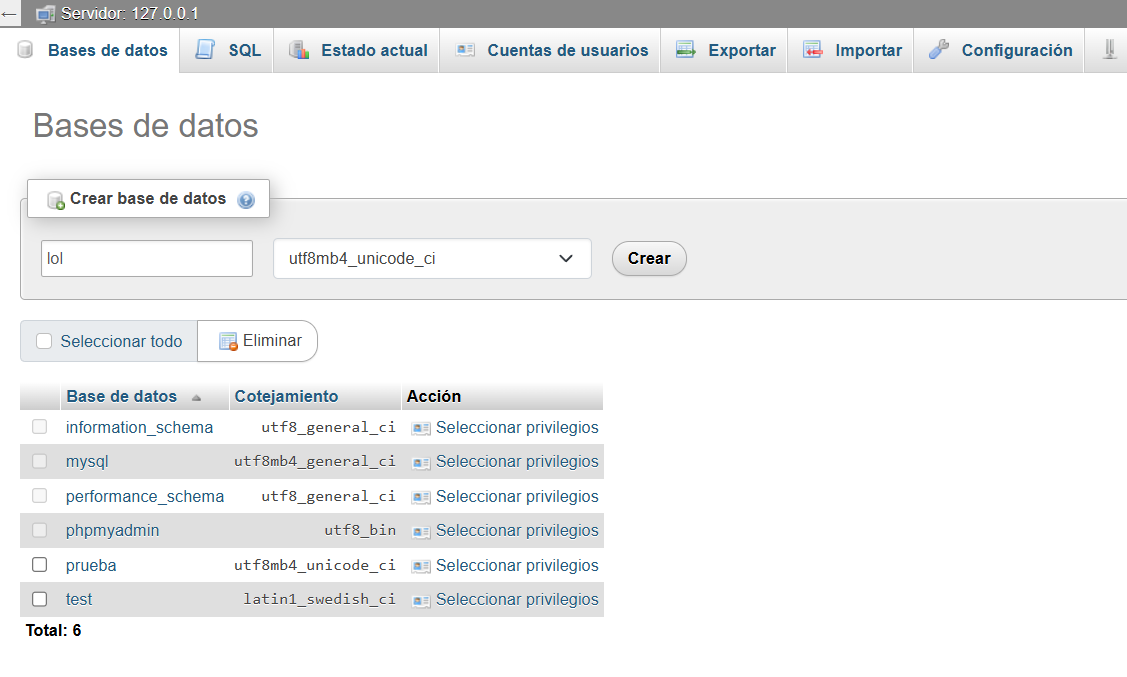 Servidor: 127.0.0.1
Bases de datos SQL Estado actual Cuentas de usuarios Exportar Importar Configuración
Bases de datos
Crear base de datos
lol utf8mb4_unicode_ci Crear
Seleccionar todo Eliminar
Base de datos Cotejamiento Acción
information_schema utf8_general_ci Seleccionar privilegios
mysql utf8mb4_general_ci Seleccionar privilegios
performance_schema utf8_general_ci Seleccionar privilegios
phpmyadmin utf8_bin Seleccionar privilegios
prueba utf8mb4_unicode_ci Seleccionar privilegios
test latin1_swedish_ci Seleccionar privilegios
Total: 6